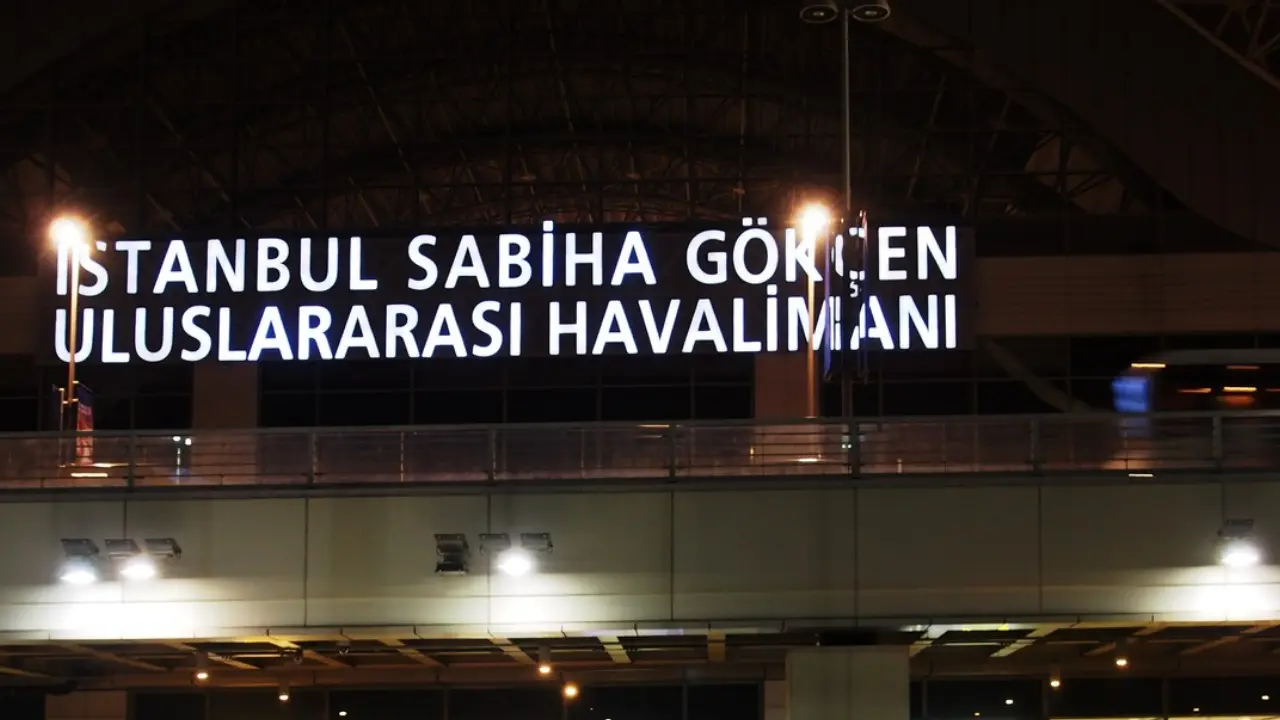 İSTANBUL SABİHA GÖKÇEN
ULUSLARARASI HAVALİMANI